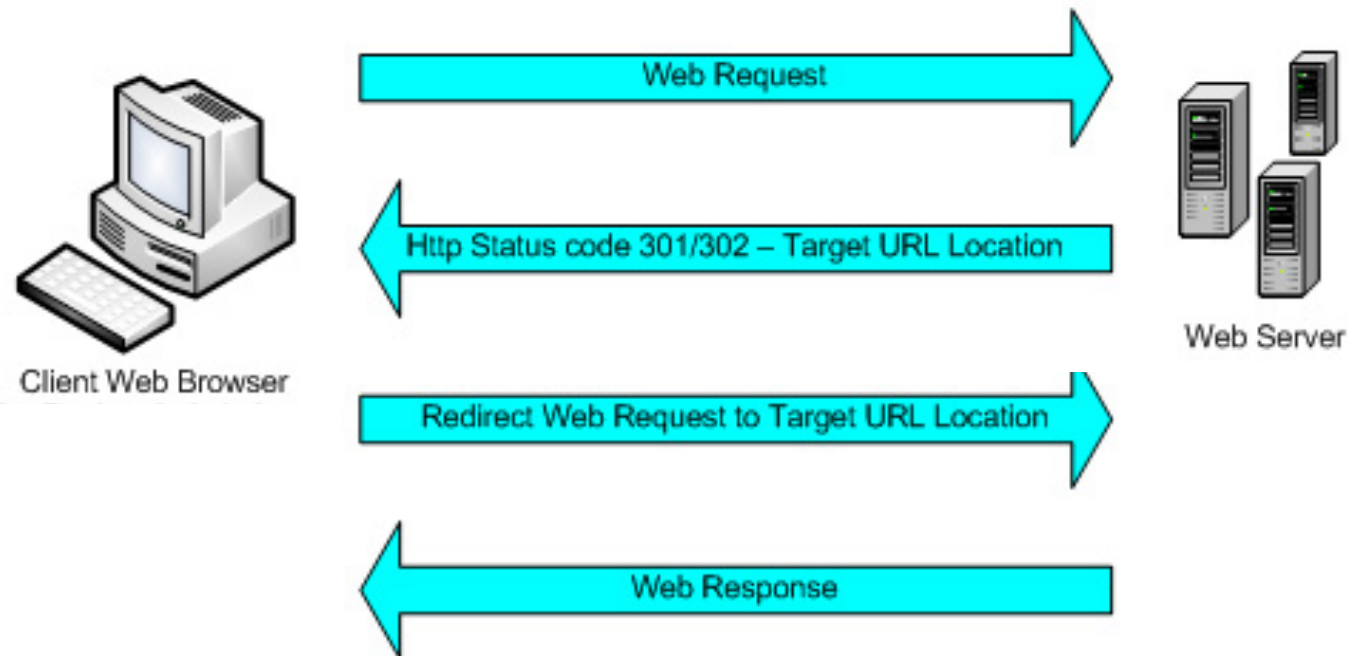 Web Request
Http Status code 301/302 – Target URL Location
Web Server
Client Web Browser
Redirect Web Request to Target URL Location
Web Response